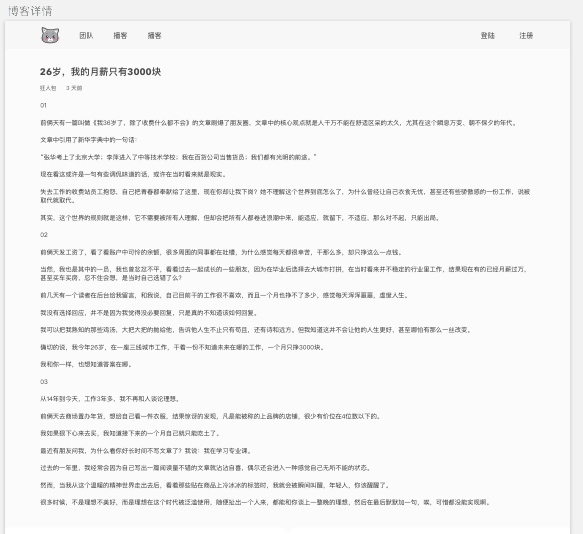 博客详情
团队 播客 播客 登陆 注册
26岁，我的月薪只有3000块
狂人包 3 天前
01
前俩天有一篇叫做《我36岁了，除了收费什么都不会》的文章刷爆了朋友圈，文章中的核心观点就是人千万不能在舒适区呆的太久，尤其在这个瞬息万变、朝不保夕的年代。
文章中引用了新华字典中的一句话：
“张华考上了北京大学；李萍进入了中等技术学校；我在百货公司当售货员；我们都有光明的前途。”
现在看这或许是一句有些调侃味道的话，或许在当时看来就是现实。
失去工作的收费站员工抱怨，自己把青春都奉献给了这里，现在你却让我下岗？她不理解这个世界到底怎么了，为什么曾经让自己衣食无忧，甚至还有些骄傲感的一份工作，说被
取代就取代。
其实，这个世界的规则就是这样，它不需要被所有人理解，但却会把所有人都卷进浪潮中来，能适应，就留下，不适应，那么对不起，只能出局。
02
前俩天发工资了，看了看账户中可怜的余额，很多周围的同事都在吐槽，为什么感觉每天都很辛苦，干那么多，却只挣这么一点钱。
当然，我也是其中的一员，我也曾忿忿不平，看着过去一起成长的一些朋友，因为在毕业后选择去大城市打拼，在当时看来并不稳定的行业里工作，结果现在有的已经月薪过万，
甚至买车买房，忍不住会想，是当时自己选错了么？
前几天有一个读者在后台给我留言，和我说，自己目前干的工作很不喜欢，而且一个月也挣不了多少，感觉每天浑浑噩噩，虚度人生。
我没有选择回应，并不是因为我觉得没必要回复，只是真的不知道该如何回复。
我可以把我熟知的那些鸡汤，大把大把的抛给他，告诉他人生不止只有苟且，还有诗和远方。但我知道这并不会让他的人生更好，甚至哪怕有那么一丝改变。
确切的说，我今年26岁，在一座三线城市工作，干着一份不知道未来在哪的工作，一个月只挣3000块。
我和你一样，也想知道答案在哪。
03
从14年到今天，工作3年多，我不再和人谈论理想。
前俩天去商场置办年货，想给自己看一件衣服，结果惊讶的发现，凡是能被称的上品牌的店铺，很少有价位在4位数以下的。
我如果狠下心来去买，我知道接下来的一个月自己就只能吃土了。
最近有朋友问我，为什么看你好长时间不写文章了？我说：我在学习专业课。
过去的一年里，我经常会因为自己写出一篇阅读量不错的文章就沾沾自喜，偶尔还会进入一种感觉自己无所不能的状态。
然而，当我从这个温暖的精神世界走出去后，看着那些贴在商品上冷冰冰的标签时，我就会被瞬间叫醒，年轻人，你该醒醒了。
很多时候，不是理想不美好，而是理想在这个时代被泛滥使用，随便扯出一个人来，都能和你谈上一整晚的理想，然后在最后默默加一句，唉，可惜都没能实现啊。